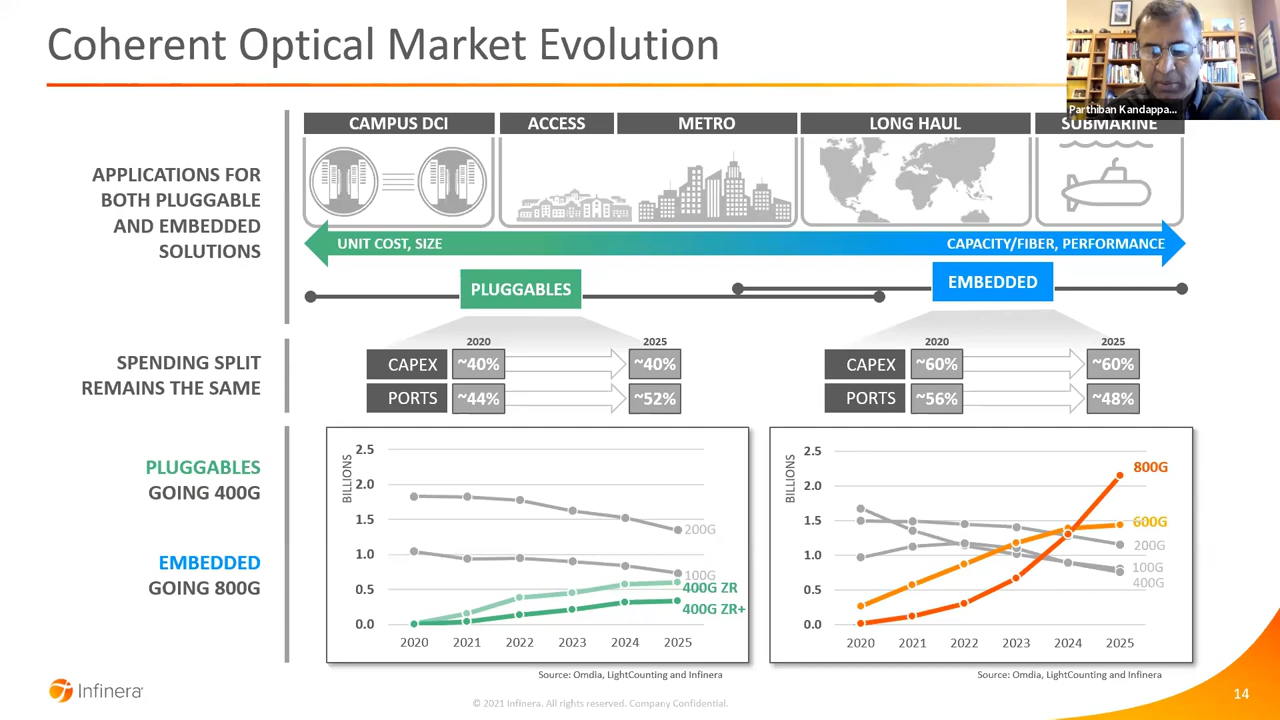 Coherent Optical Market Evolution
Parthiban Kandappa...
CAMPUS DCI
ACCESS
METRO
LONG HAUL
SUBMARINE
APPLICATIONS FOR
BOTH PLUGGABLE
AND EMBEDDED
SOLUTIONS
UNIT COST, SIZE
CAPACITY/FIBER, PERFORMANCE
PLUGGABLES
EMBEDDED
SPENDING SPLIT
REMAINS THE SAME
2020
2025
CAPEX
~40%
~40%
PORTS
~44%
~52%
2020
2025
CAPEX
~60%
~60%
PORTS
~56%
~48%
PLUGGABLES
GOING 400G
EMBEDDED
GOING 800G
BILLIONS
2.5
2.0
1.5
1.0
0.5
0.0
200G
100G
400G ZR
400G ZR+
2020
2021
2022
2023
2024
2025
Source: Omdia, LightCounting and Infinera
BILLIONS
2.5
2.0
1.5
1.0
0.5
0.0
800G
600G
200G
100G
400G
2020
2021
2022
2023
2024
2025
Source: Omdia, LightCounting and Infinera
Infinera
© 2021 Infinera. All rights reserved. Company Confidential.
14